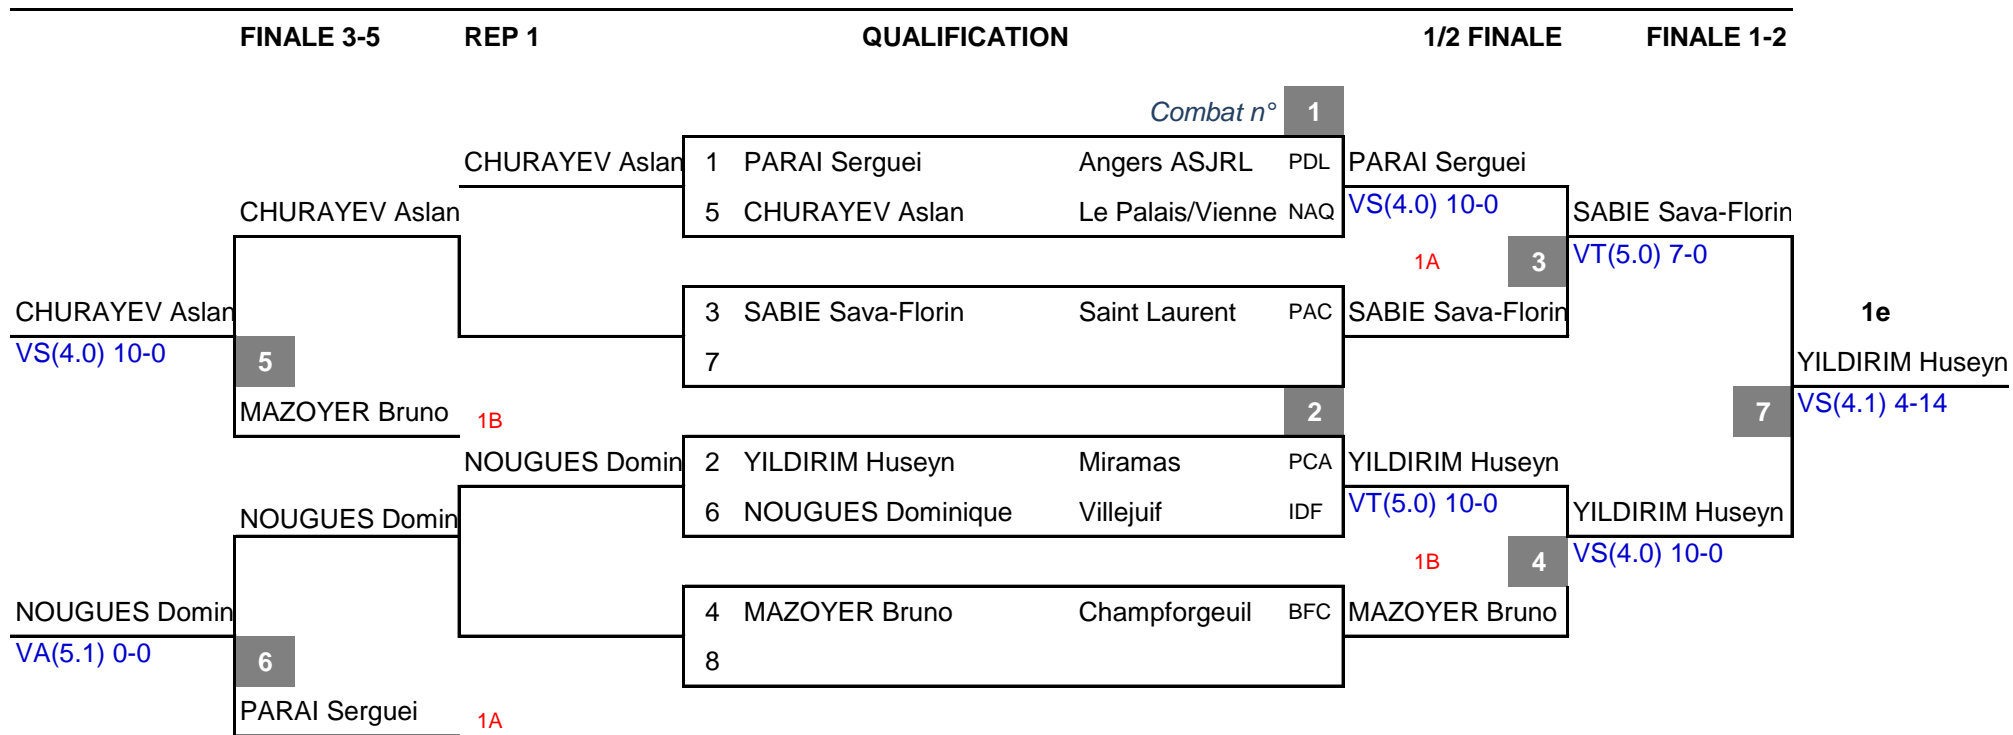 FINALE 3-5 REP 1 QUALIFICATION 1/2 FINALE FINALE 1-2
Combat n° 1
CHURAYEV Aslan 1 PARAI Serguei Angers ASJRL PDL PARAI Serguei
CHURAYEV Aslan 5 CHURAYEV Aslan Le Palais/Vienne NAQ VS(4.0) 10-0 SABIE Sava-Florin
1A 3 VT(5.0) 7-0
CHURAYEV Aslan 3 SABIE Sava-Florin Saint Laurent PAC SABIE Sava-Florin 1e
VS(4.0) 10-0 5 7 YILDIRIM Huseyn
MAZOYER Bruno 1B 2 7 VS(4.1) 4-14
NOUGUES Domin 2 YILDIRIM Huseyn Miramas PCA YILDIRIM Huseyn
NOUGUES Domin 6 NOUGUES Dominique Villejuif IDF VT(5.0) 10-0 YILDIRIM Huseyn
1B 4 VS(4.0) 10-0
NOUGUES Domin 4 MAZOYER Bruno Champforgeuil BFC MAZOYER Bruno
VA(5.1) 0-0 6 8
PARAI Serguei 1A